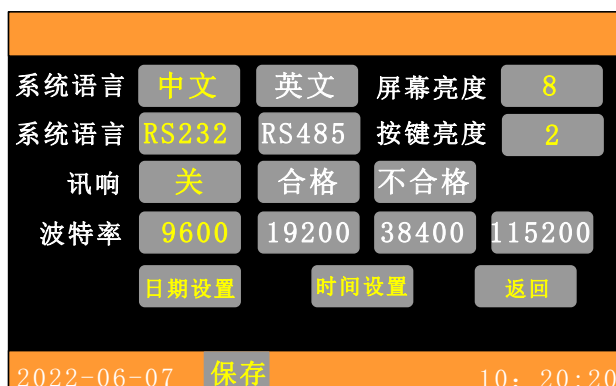 系统语言 中文 英文 屏幕亮度 8
系统语言 RS232 RS485 按键亮度 2
讯响 关 合格 不合格
波特率 9600 19200 38400 115200
日期设置 时间设置 返回
2022-06-07 保存 10：20:20